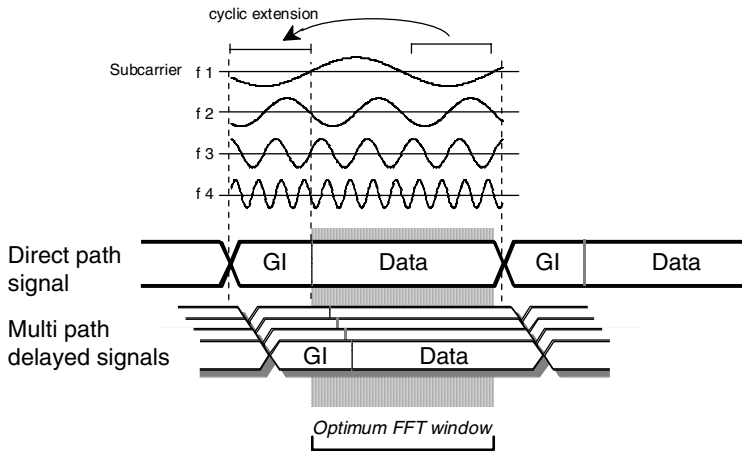 cyclic extension
Subcarrier f 1
f 2
f 3
f 4
Direct path
signal
GI Data GI Data
Multi path
delayed signals
GI Data
Optimum FFT window